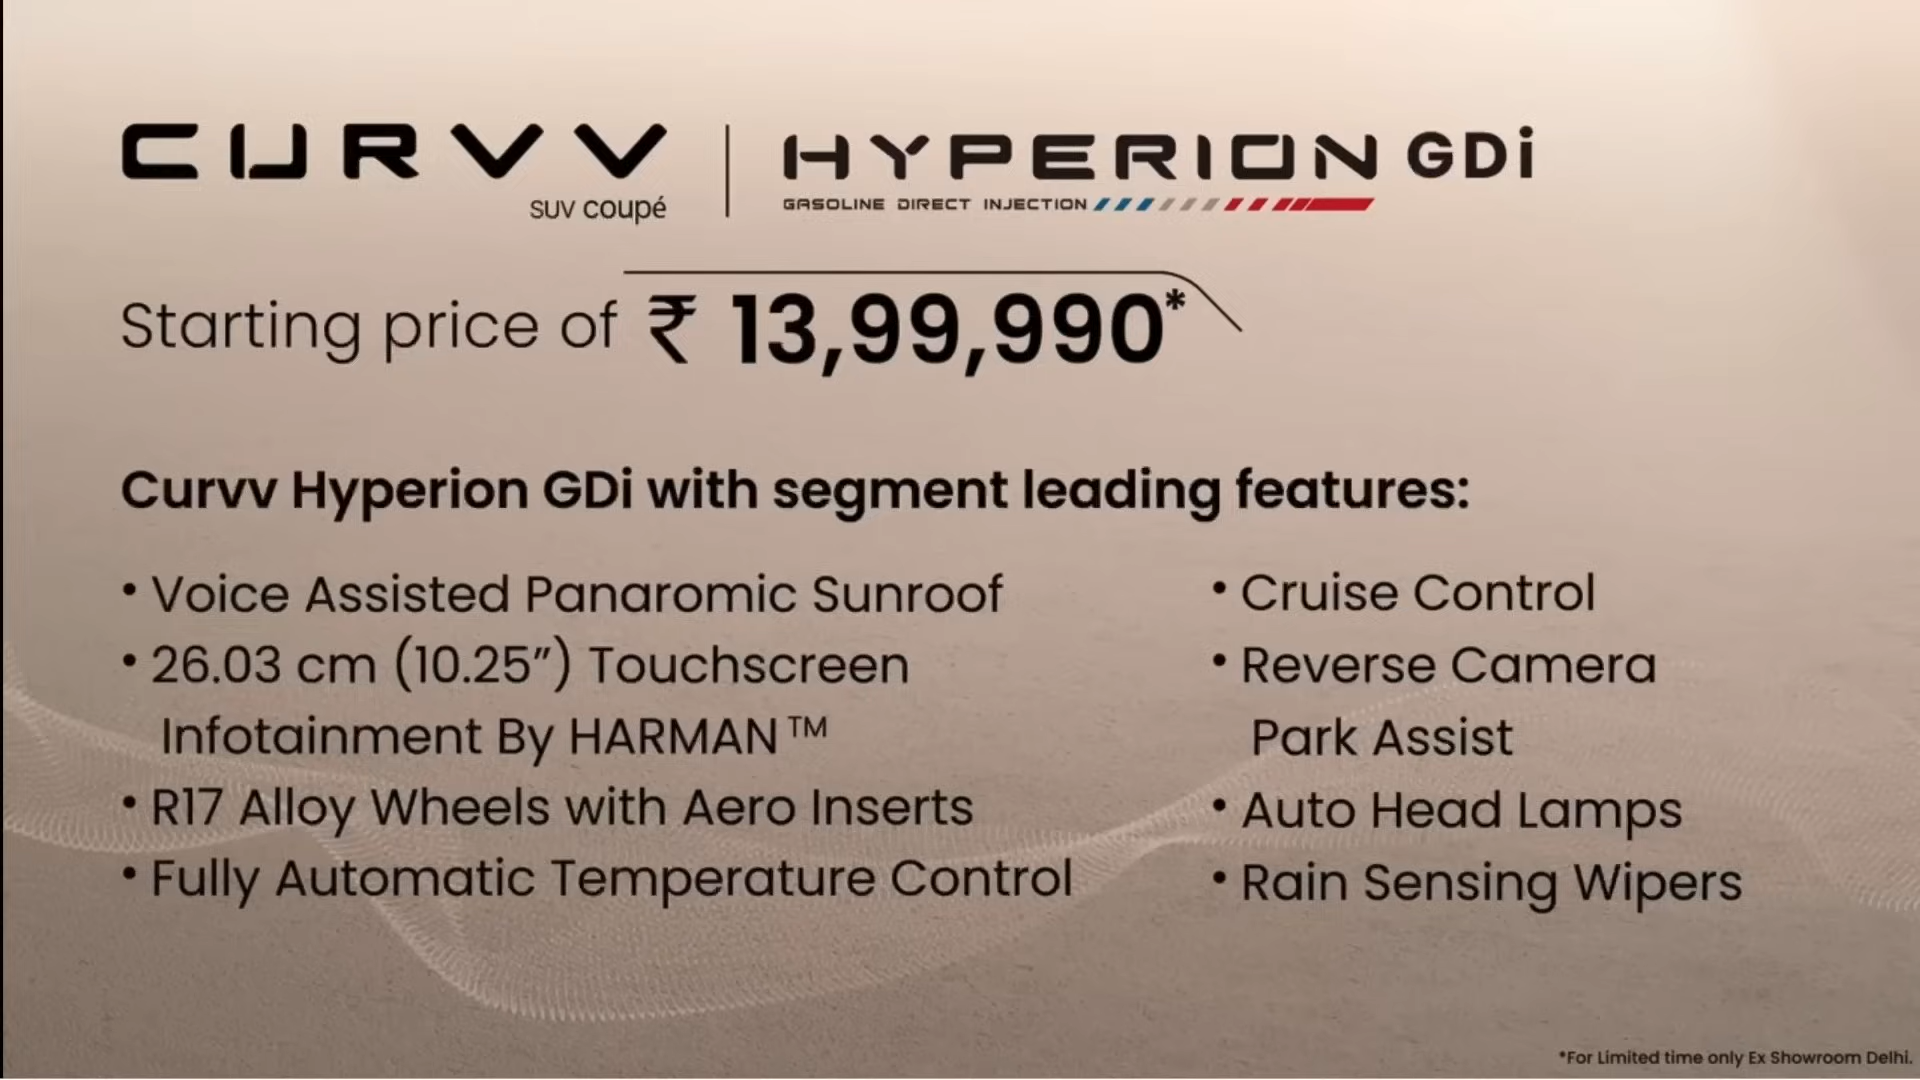 CURVV
SUV coupé
HYPERION GDi
GASOLINE DIRECT INJECTION
Starting price of ₹ 13,99,990*
Curvv Hyperion GDi with segment leading features:
• Voice Assisted Panaromic Sunroof
• 26.03 cm (10.25”) Touchscreen
Infotainment By HARMAN™
• R17 Alloy Wheels with Aero Inserts
• Fully Automatic Temperature Control
• Cruise Control
• Reverse Camera
Park Assist
• Auto Head Lamps
• Rain Sensing Wipers
*For Limited time only Ex Showroom Delhi.